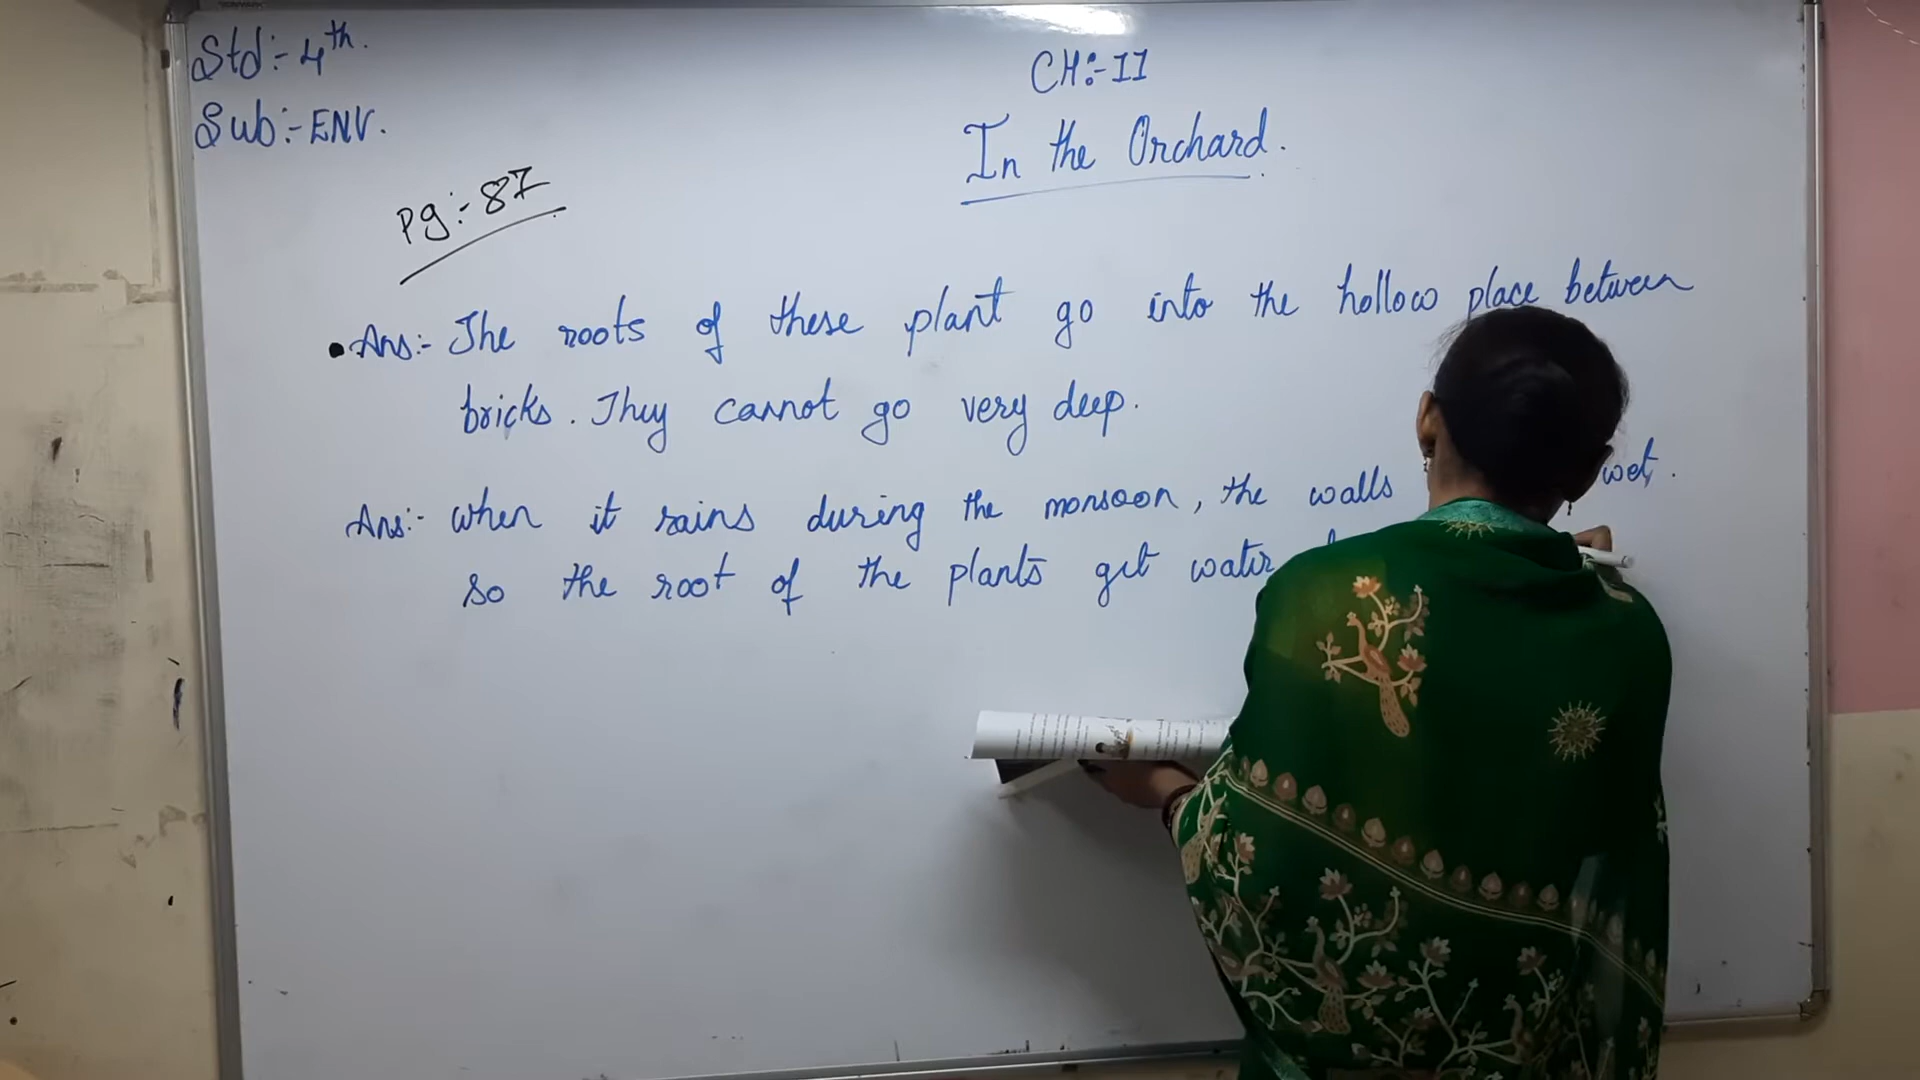 Std:- 4th.
Sub:- ENV.
CH:- 11
In the Orchard.
Pg:- 87
• Ans:- The roots of these plant go into the hollow place between
bricks. They cannot go very deep.
Ans:- when it rains during the monsoon, the walls wet.
so the root of the plants get water